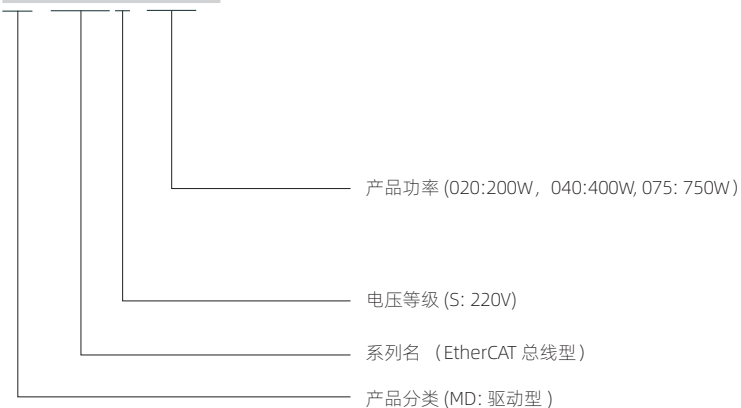 产品功率 (020:200W，040:400W, 075: 750W）
电压等级 (S: 220V)
系列名 （EtherCAT 总线型）
产品分类 (MD: 驱动型 )